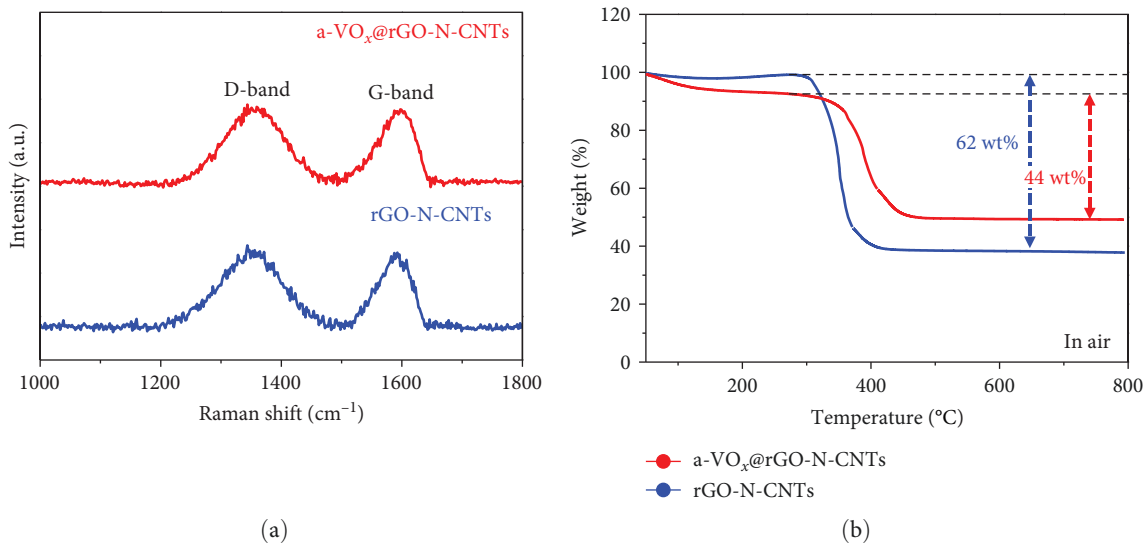 a-VOx@rGO-N-CNTs
D-band
G-band
rGO-N-CNTs
Intensity (a.u.)
1000
1200
1400
1600
1800
Raman shift (cm−1)
(a)
120
100
80
60
40
20
0
Weight (%)
62 wt%
44 wt%
In air
200
400
600
800
Temperature (°C)
a-VOx@rGO-N-CNTs
rGO-N-CNTs
(b)